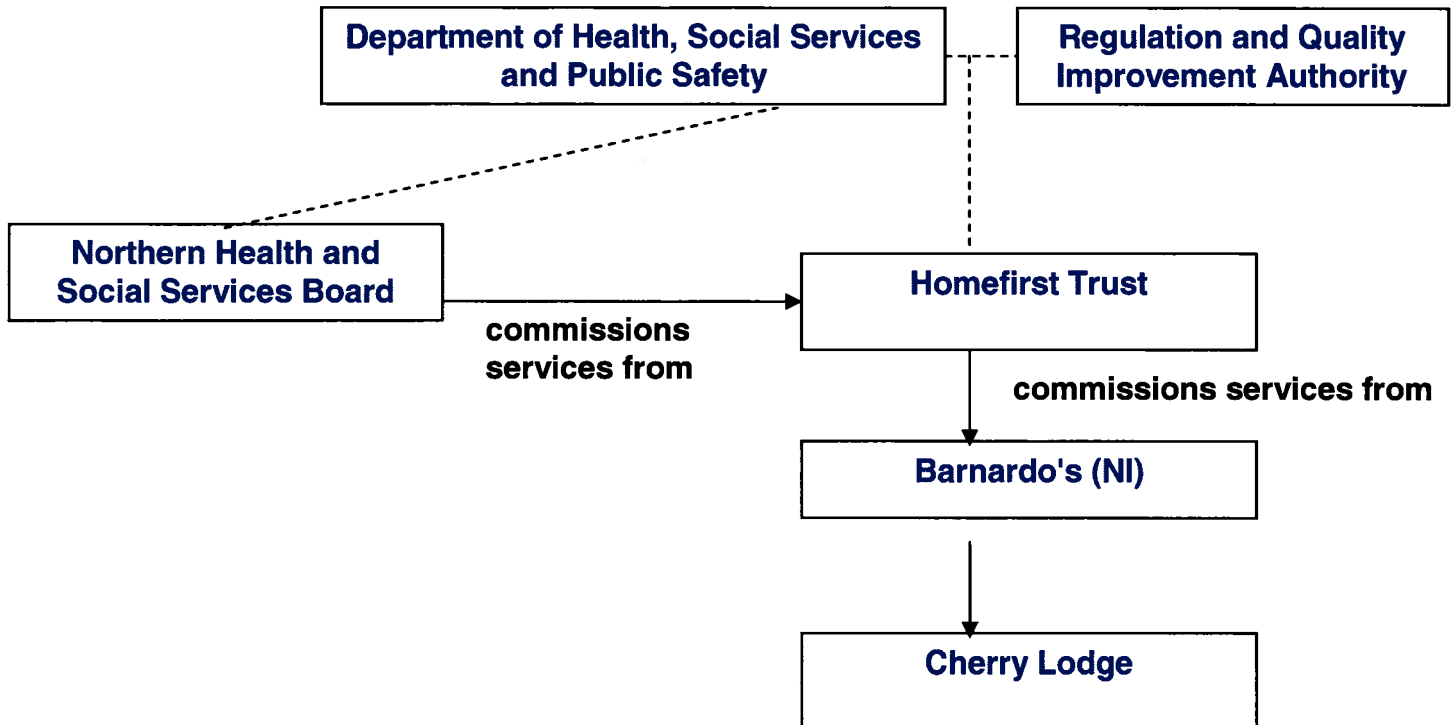 Department of Health, Social Services
and Public Safety
Regulation and Quality
Improvement Authority
Northern Health and
Social Services Board
Homefirst Trust
commissions
services from
commissions services from
Barnardo's (NI)
Cherry Lodge